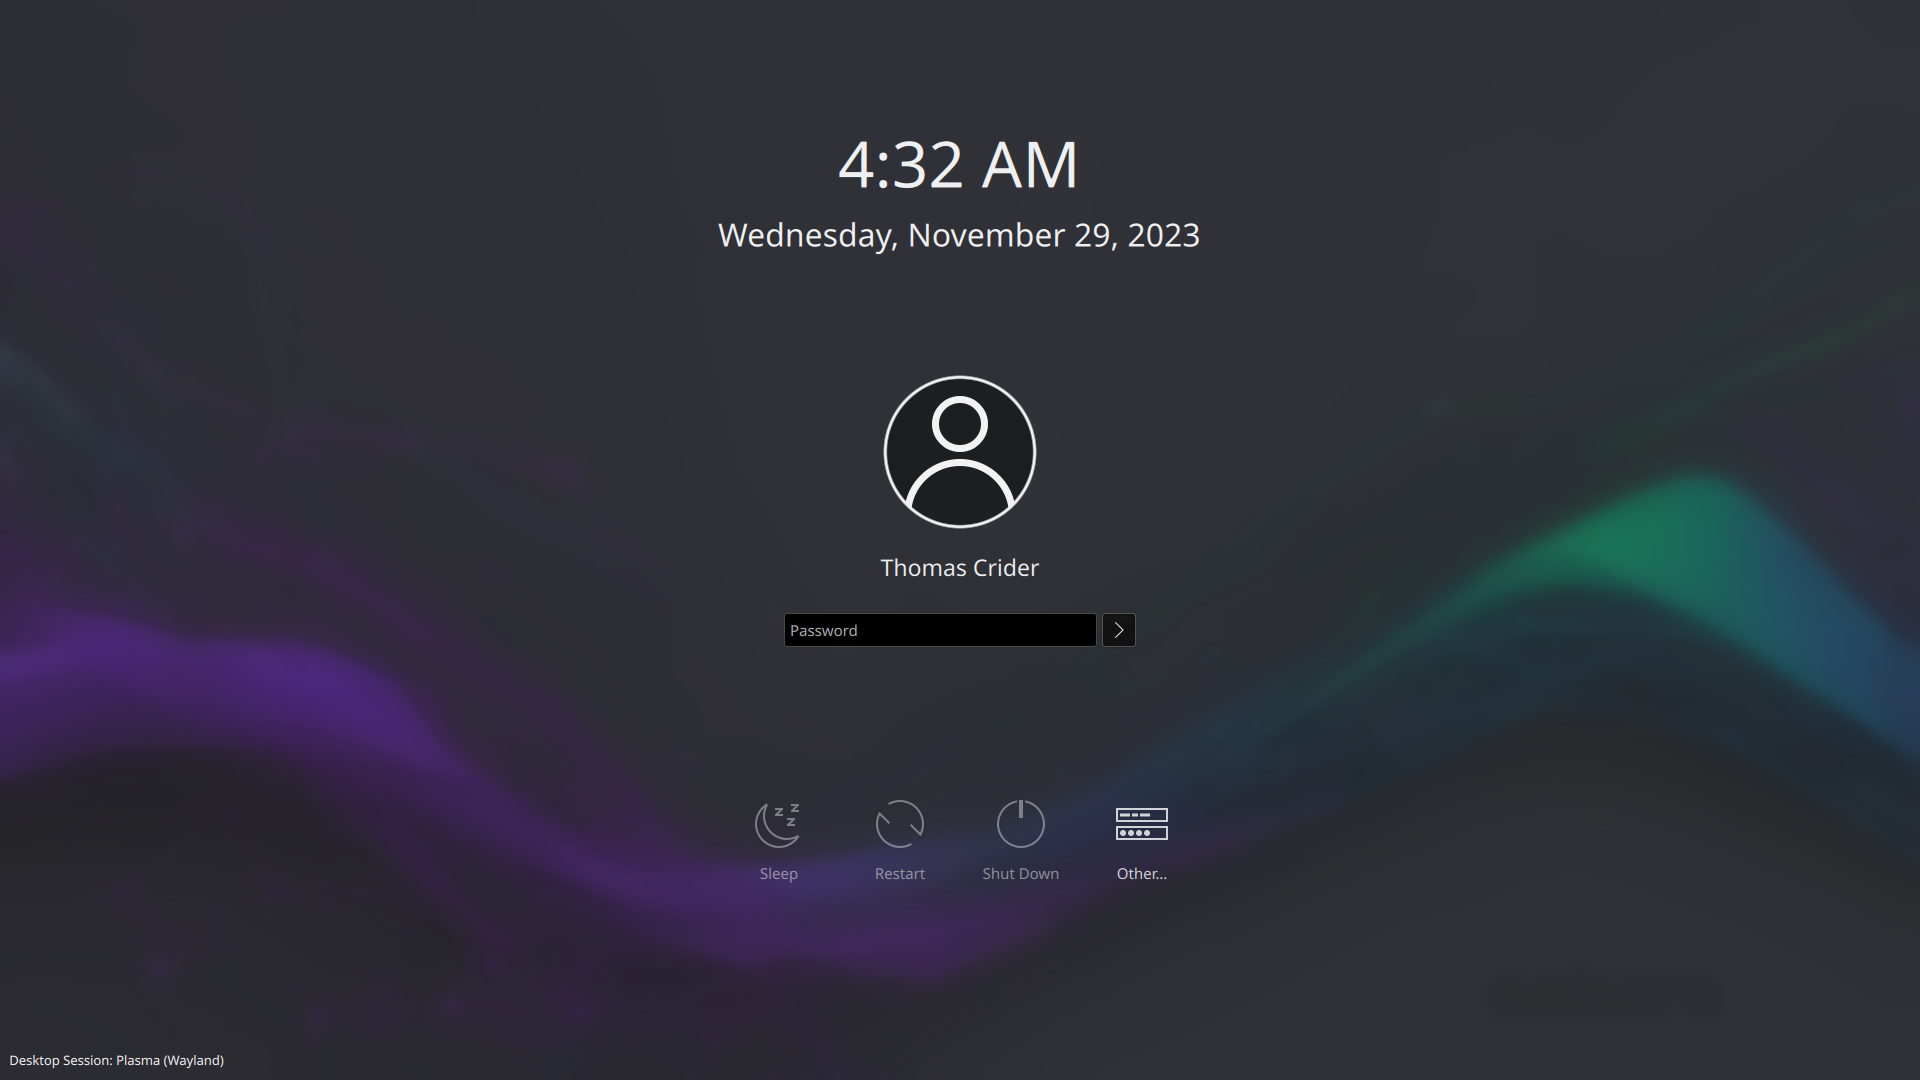 4:32 AM
Wednesday, November 29, 2023
Thomas Crider
Password
Sleep
Restart
Shut Down
Other...
Desktop Session: Plasma (Wayland)